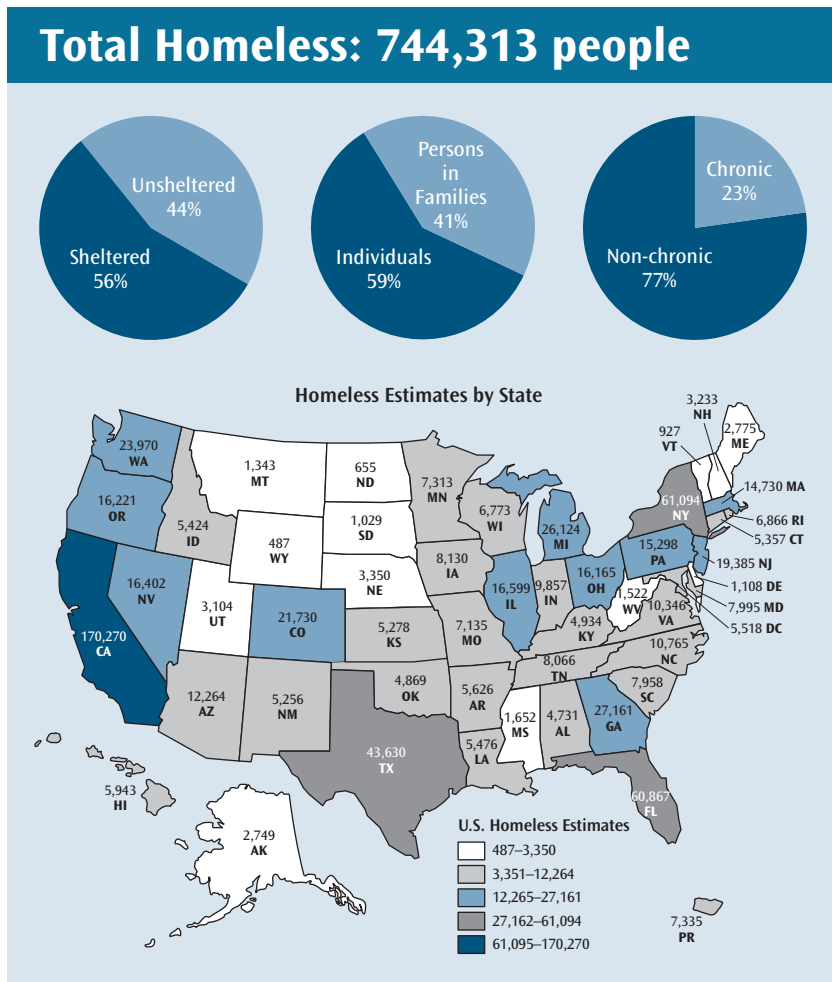 Total Homeless: 744,313 people
Unsheltered
44%
Sheltered
56%
Persons
in
Families
41%
Individuals
59%
Chronic
23%
Non-chronic
77%
Homeless Estimates by State
23,970
WA
16,221
OR
5,424
ID
1,343
MT
655
ND
1,029
SD
487
WY
3,350
NE
16,402
NV
3,104
UT
21,730
CO
5,278
KS
170,270
CA
12,264
AZ
5,256
NM
4,869
OK
43,630
TX
7,313
MN
6,773
WI
8,130
IA
7,135
MO
5,626
AR
5,476
LA
16,599
IL
9,857
IN
26,124
MI
16,165
OH
4,934
KY
8,066
TN
1,652
MS
4,731
AL
27,161
GA
60,867
FL
7,958
SC
10,765
NC
10,346
VA
1,522
WV
15,298
PA
61,094
NY
927
VT
3,233
NH
2,775
ME
14,730 MA
6,866 RI
5,357 CT
19,385 NJ
1,108 DE
7,995 MD
5,518 DC
5,943
HI
2,749
AK
7,335
PR
U.S. Homeless Estimates
487–3,350
3,351–12,264
12,265–27,161
27,162–61,094
61,095–170,270